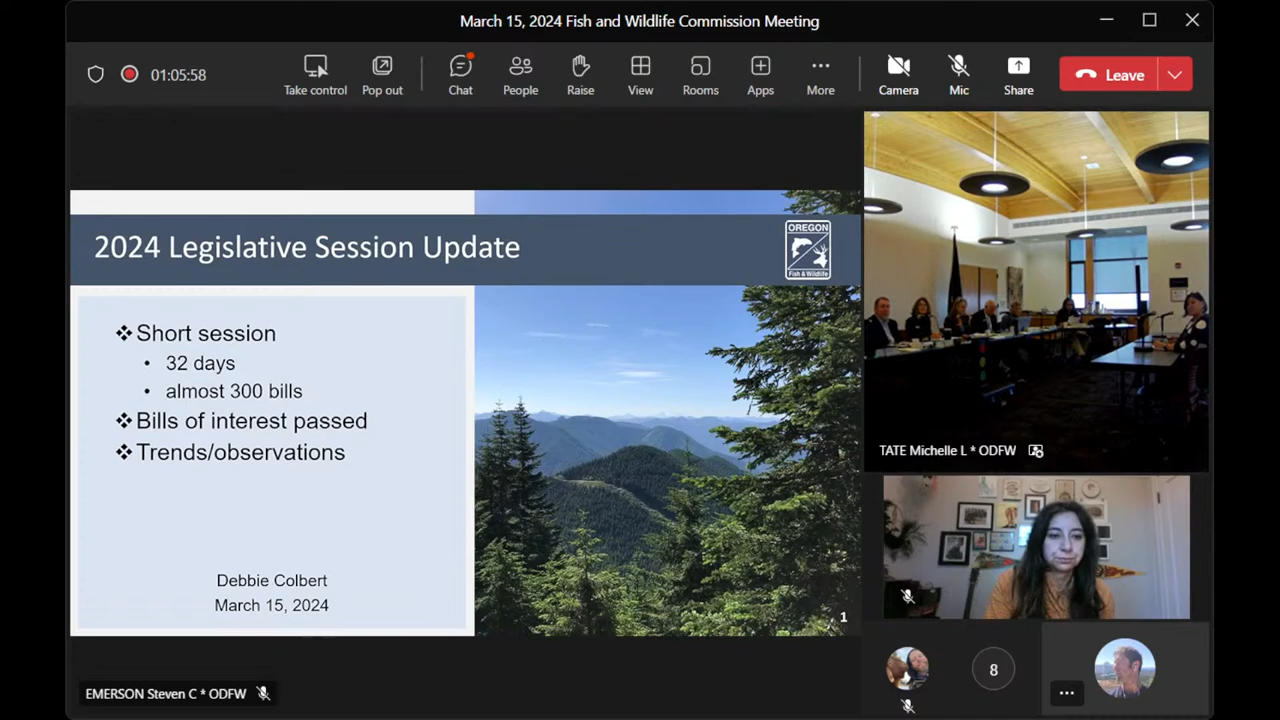 March 15, 2024 Fish and Wildlife Commission Meeting
01:05:58
Take control
Pop out
Chat
People
Raise
View
Rooms
Apps
More
Camera
Mic
Share
Leave
2024 Legislative Session Update
OREGON
Fish & Wildlife
Short session
32 days
almost 300 bills
Bills of interest passed
Trends/observations
Debbie Colbert
March 15, 2024
1
TATE Michelle L * ODFW
8
EMERSON Steven C * ODFW